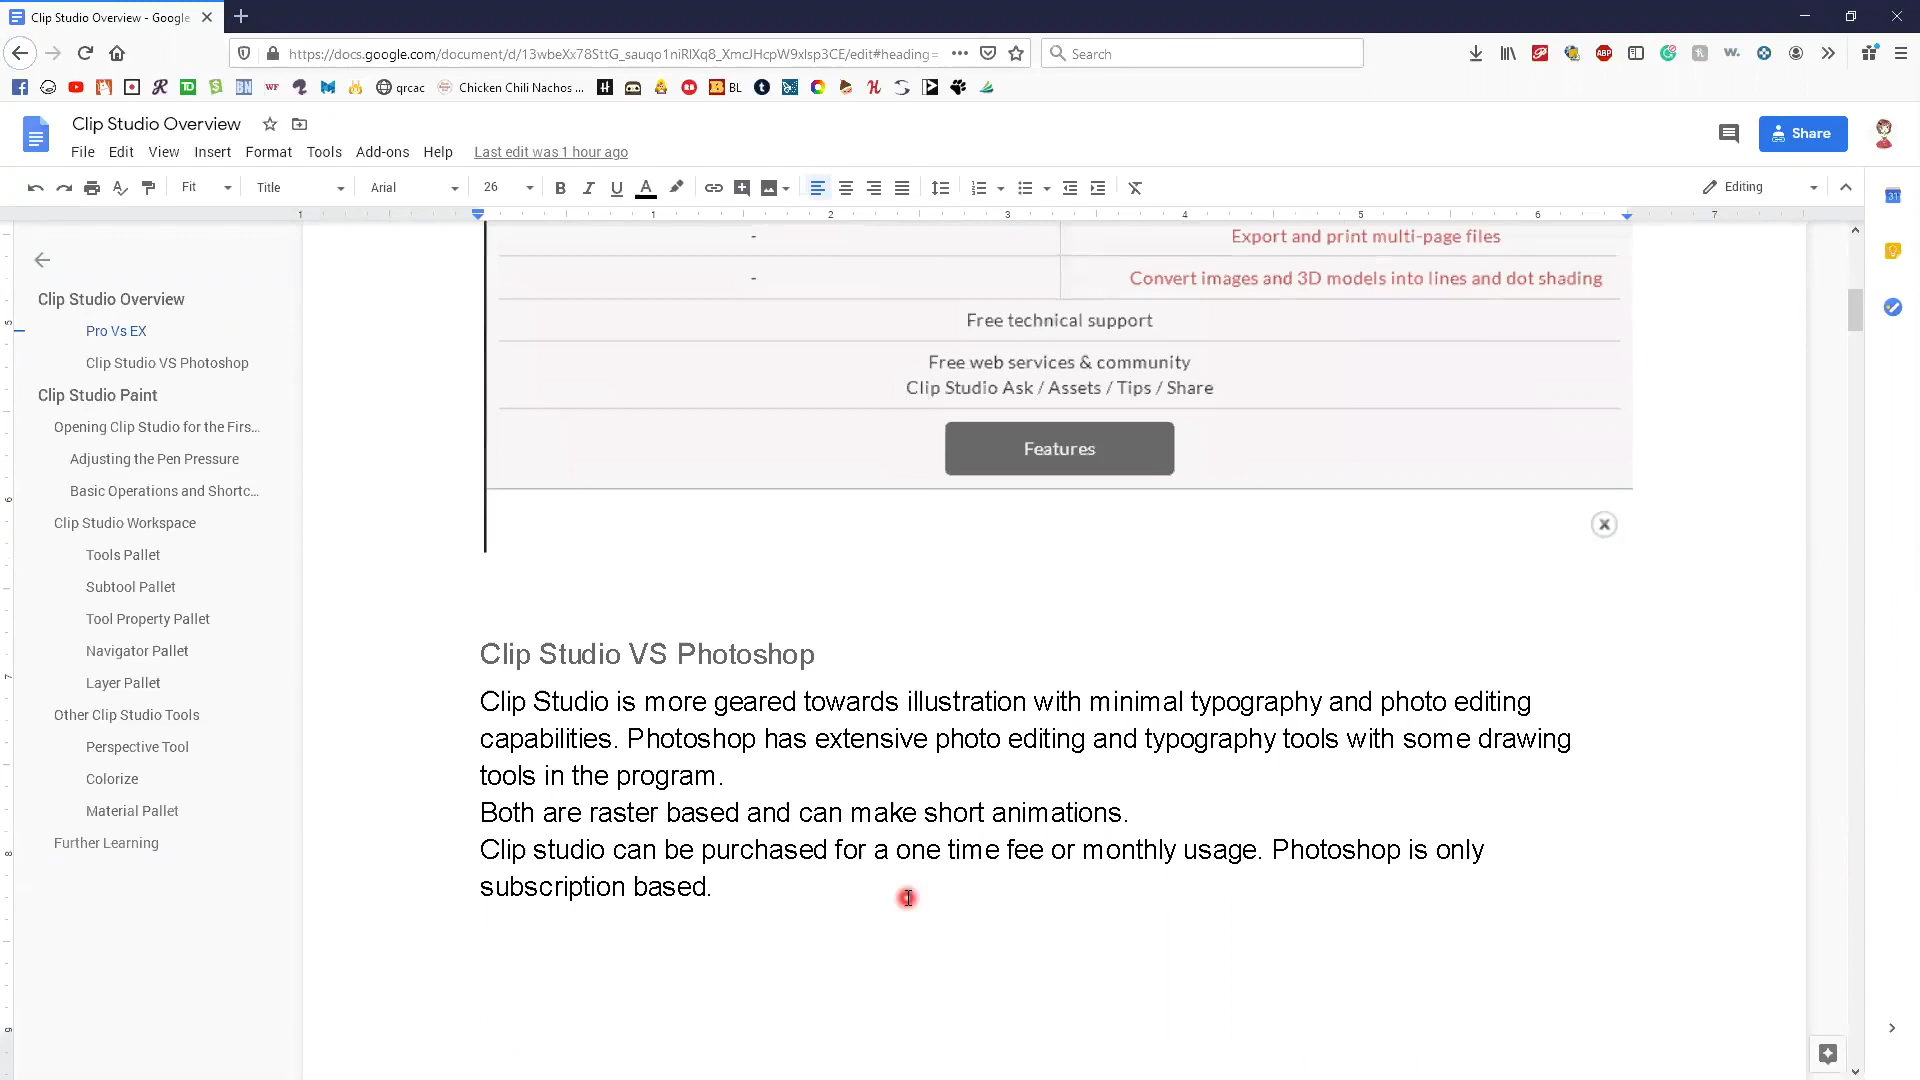 Clip Studio Overview - Google
https://docs.google.com/document/d/13wbeXx78SttG_sauqo1niRlXq8_XmcJHcpW9xlsp3CE/edit#heading=
Search
qrcac
Chicken Chili Nachos ...
BL
Clip Studio Overview
File Edit View Insert Format Tools Add-ons Help Last edit was 1 hour ago
Share
Fit Title Arial 26 Editing
1 1 2 3 4 5 6 7
Clip Studio Overview
Pro Vs EX
Clip Studio VS Photoshop
Clip Studio Paint
Opening Clip Studio for the Firs...
Adjusting the Pen Pressure
Basic Operations and Shortc...
Clip Studio Workspace
Tools Pallet
Subtool Pallet
Tool Property Pallet
Navigator Pallet
Layer Pallet
Other Clip Studio Tools
Perspective Tool
Colorize
Material Pallet
Further Learning
- Export and print multi-page files
- Convert images and 3D models into lines and dot shading
Free technical support
Free web services & community
Clip Studio Ask / Assets / Tips / Share
Features
Clip Studio VS Photoshop
Clip Studio is more geared towards illustration with minimal typography and photo editing
capabilities. Photoshop has extensive photo editing and typography tools with some drawing
tools in the program.
Both are raster based and can make short animations.
Clip studio can be purchased for a one time fee or monthly usage. Photoshop is only
subscription based.